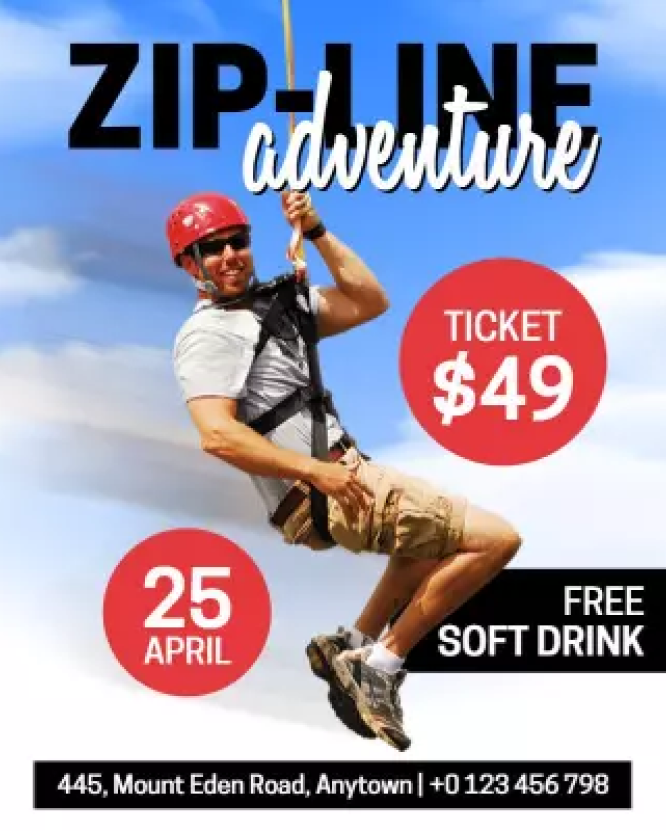 ZIP-LINE
adventure
TICKET
$49
25
APRIL
FREE
SOFT DRINK
445, Mount Eden Road, Anytown | +0 123 456 798